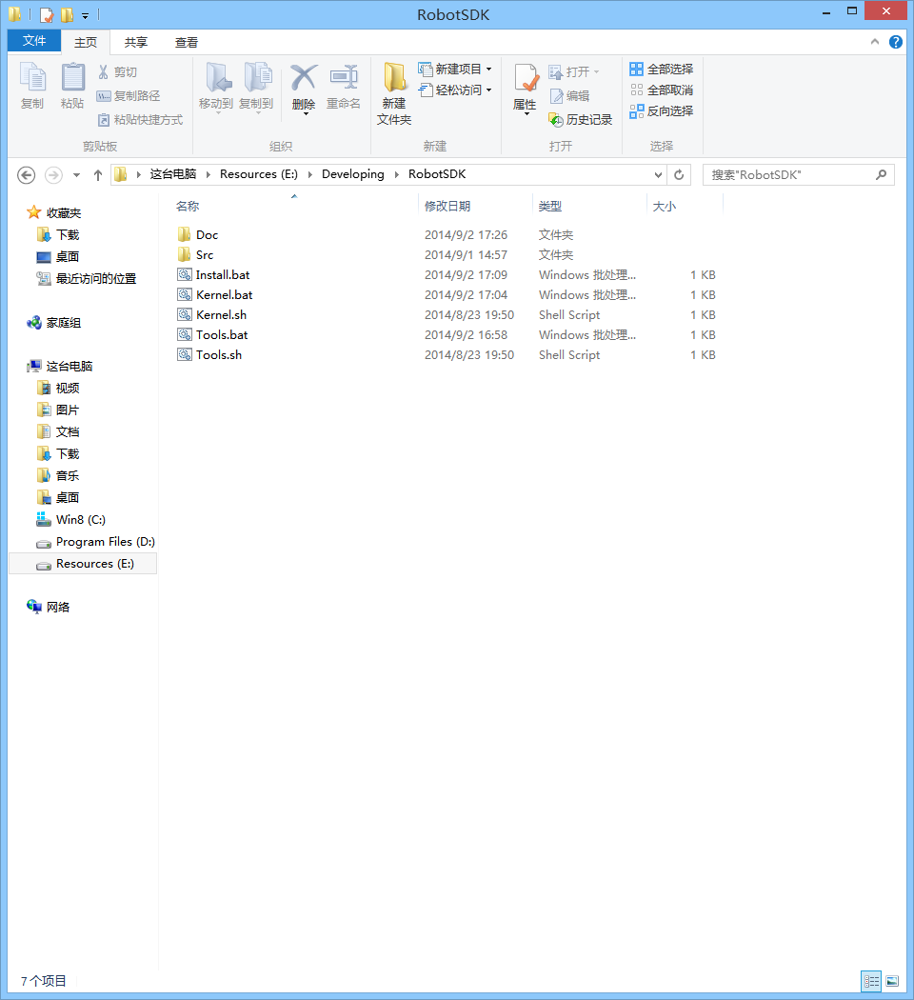 RobotSDK
文件 主页 共享 查看
复制
粘贴
剪切
复制路径
粘贴快捷方式
剪贴板
移动到 复制到 删除 重命名
组织
新建
文件夹
新建项目
轻松访问
新建
属性
打开
编辑
历史记录
打开
全部选择
全部取消
反向选择
选择
这台电脑 Resources (E:) Developing RobotSDK
搜索"RobotSDK"
收藏夹
下载
桌面
最近访问的位置
家庭组
这台电脑
视频
图片
文档
下载
音乐
桌面
Win8 (C:)
Program Files (D:)
Resources (E:)
网络
名称 修改日期 类型 大小
Doc 2014/9/2 17:26 文件夹
Src 2014/9/1 14:57 文件夹
Install.bat 2014/9/2 17:09 Windows 批处理... 1 KB
Kernel.bat 2014/9/2 17:04 Windows 批处理... 1 KB
Kernel.sh 2014/8/23 19:50 Shell Script 1 KB
Tools.bat 2014/9/2 16:58 Windows 批处理... 1 KB
Tools.sh 2014/8/23 19:50 Shell Script 1 KB
7 个项目